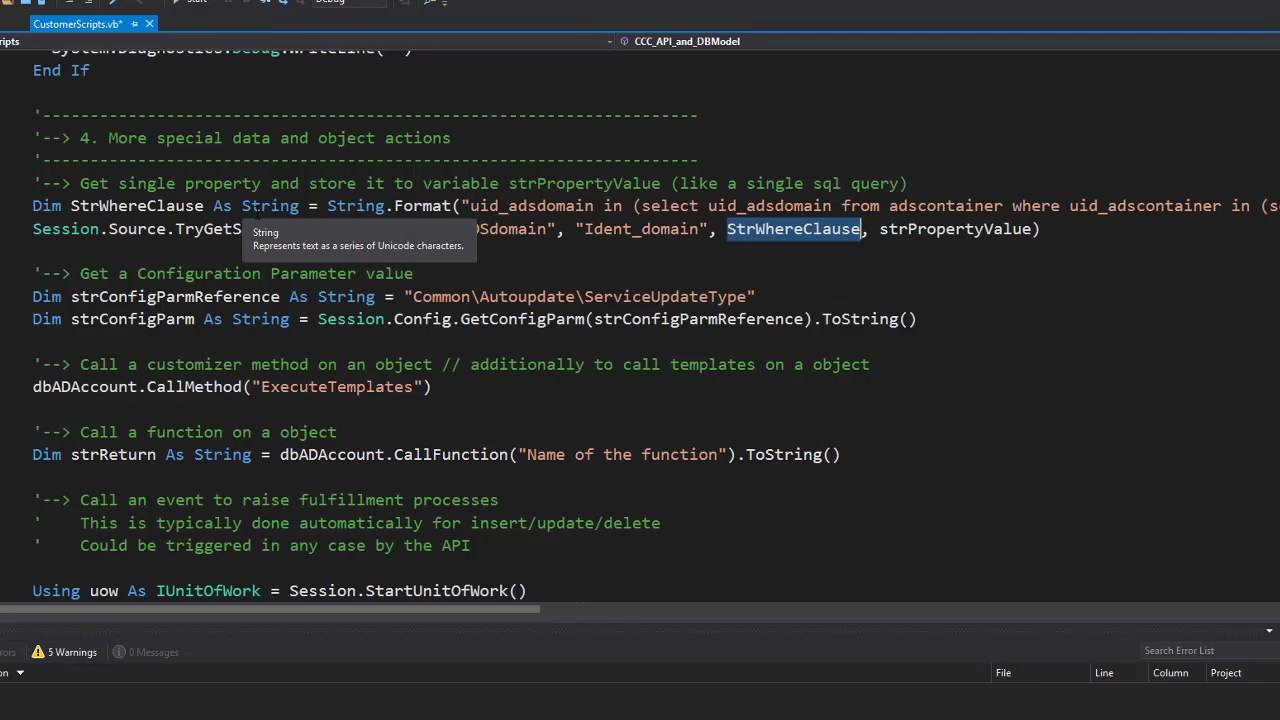 Start
Debug
CustomerScripts.vb*
ripts
CCC_API_and_DBModel
System.Diagnostics.Debug.WriteLine(" ")
End If
'---------------------------------------------------------------------
'--> 4. More special data and object actions
'---------------------------------------------------------------------
'--> Get single property and store it to variable strPropertyValue (like a single sql query)
Dim StrWhereClause As String = String.Format("uid_adsdomain in (select uid_adsdomain from adscontainer where uid_adscontainer in (s
Session.Source.TryGetS DSdomain", "Ident_domain", StrWhereClause, strPropertyValue)
String
Represents text as a series of Unicode characters.
'--> Get a Configuration Parameter value
Dim strConfigParmReference As String = "Common\Autoupdate\ServiceUpdateType"
Dim strConfigParm As String = Session.Config.GetConfigParm(strConfigParmReference).ToString()
'--> Call a customizer method on an object // additionally to call templates on a object
dbADAccount.CallMethod("ExecuteTemplates")
'--> Call a function on a object
Dim strReturn As String = dbADAccount.CallFunction("Name of the function").ToString()
'--> Call an event to raise fulfillment processes
'    This is typically done automatically for insert/update/delete
'    Could be triggered in any case by the API
Using uow As IUnitOfWork = Session.StartUnitOfWork()
rors
5 Warnings
0 Messages
Search Error List
on
File
Line
Column
Project